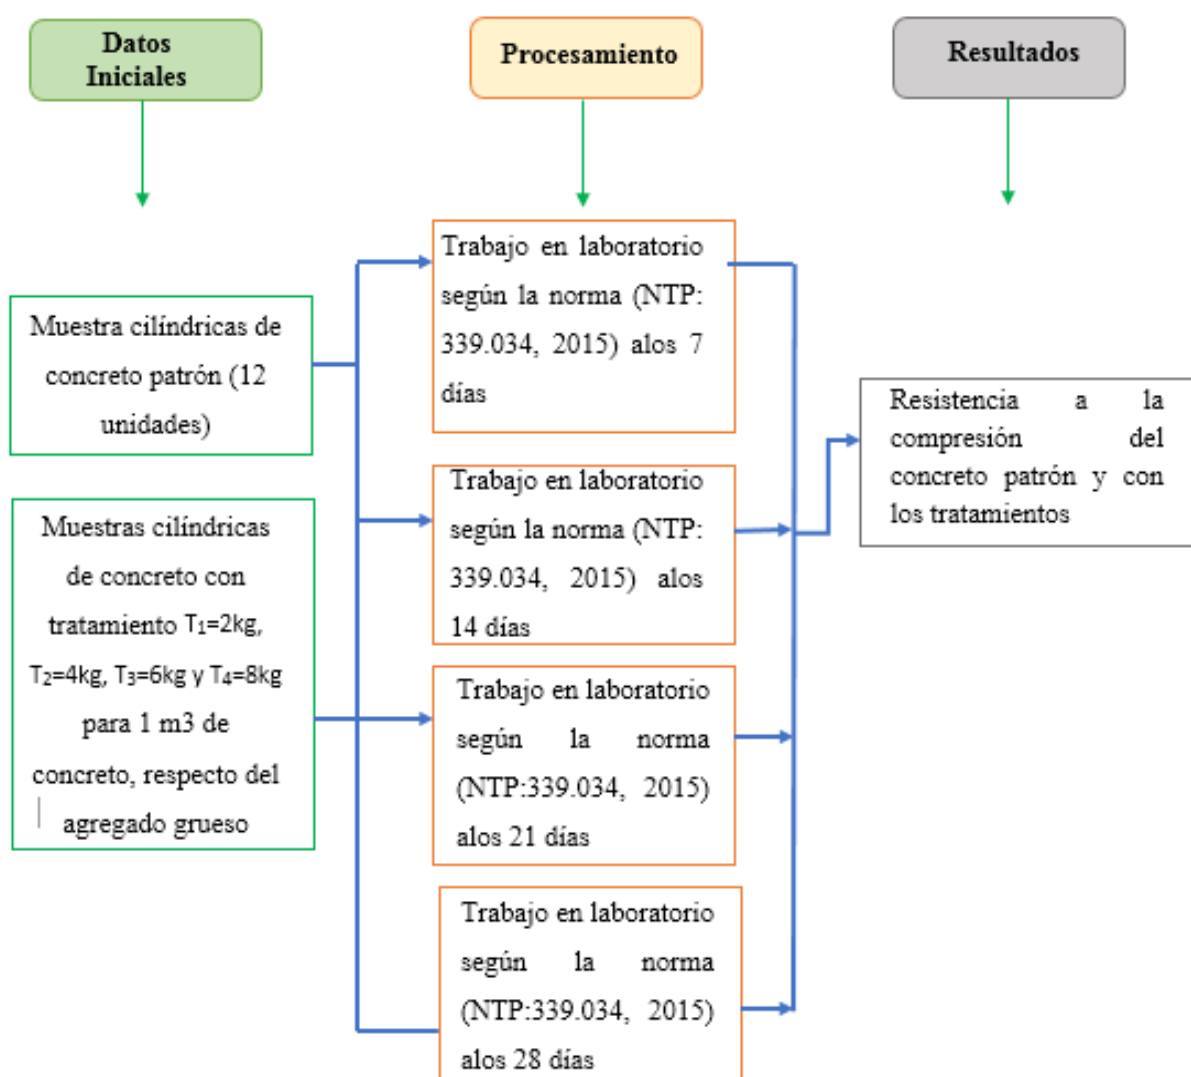 Datos
Iniciales
Procesamiento
Resultados
Muestra cilíndricas de
concreto patrón (12
unidades)
Muestras cilíndricas
de concreto con
tratamiento T₁=2kg,
T₂=4kg, T₃=6kg y T₄=8kg
para 1 m3 de
concreto, respecto del
agregado grueso
Trabajo en laboratorio
según la norma (NTP:
339.034, 2015) alos 7
días
Trabajo en laboratorio
según la norma (NTP:
339.034, 2015) alos
14 días
Trabajo en laboratorio
según la norma
(NTP:339.034, 2015)
alos 21 días
Trabajo en laboratorio
según la norma
(NTP:339.034, 2015)
alos 28 días
Resistencia a la
compresión del
concreto patrón y con
los tratamientos